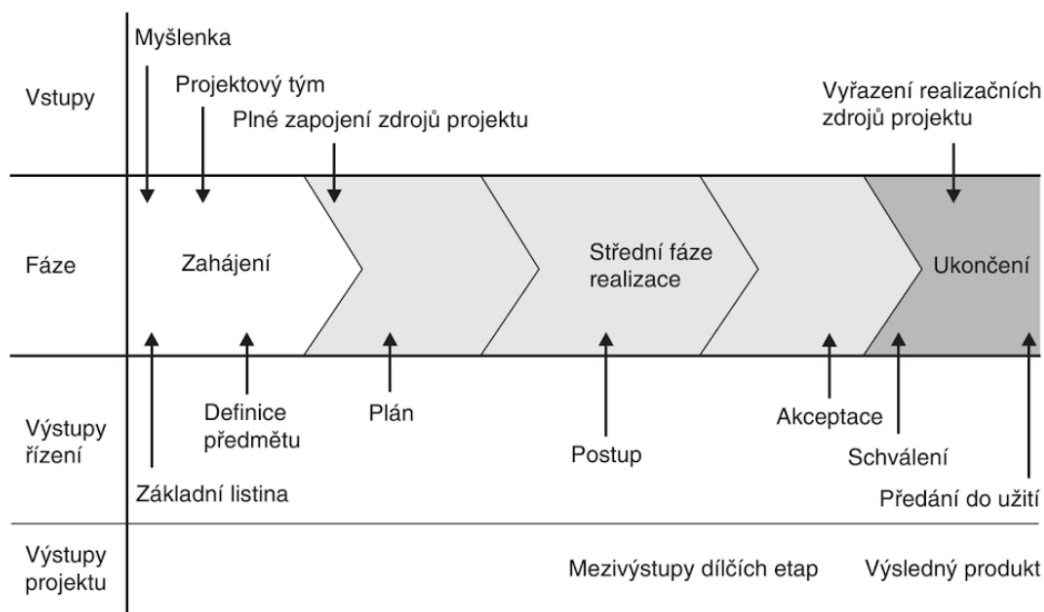 Myšlenka
Vstupy
Projektový tým
Plné zapojení zdrojů projektu
Vyřazení realizačních
zdrojů projektu
Fáze
Zahájení
Střední fáze
realizace
Ukončení
Výstupy
řízení
Definice
předmětu
Plán
Postup
Akceptace
Schválení
Základní listina
Předání do užití
Výstupy
projektu
Mezivýstupy dílčích etap
Výsledný produkt